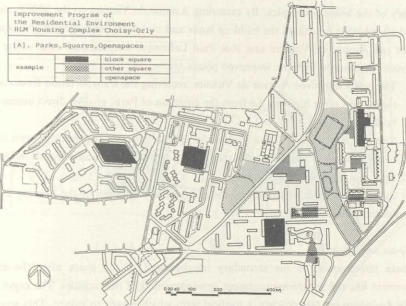 Improvement Program of
the Residential Environment
HLM Housing Complex Choisy-Orly
[A]. Parks,Squares,Openspaces
example
block square
other square
openspace